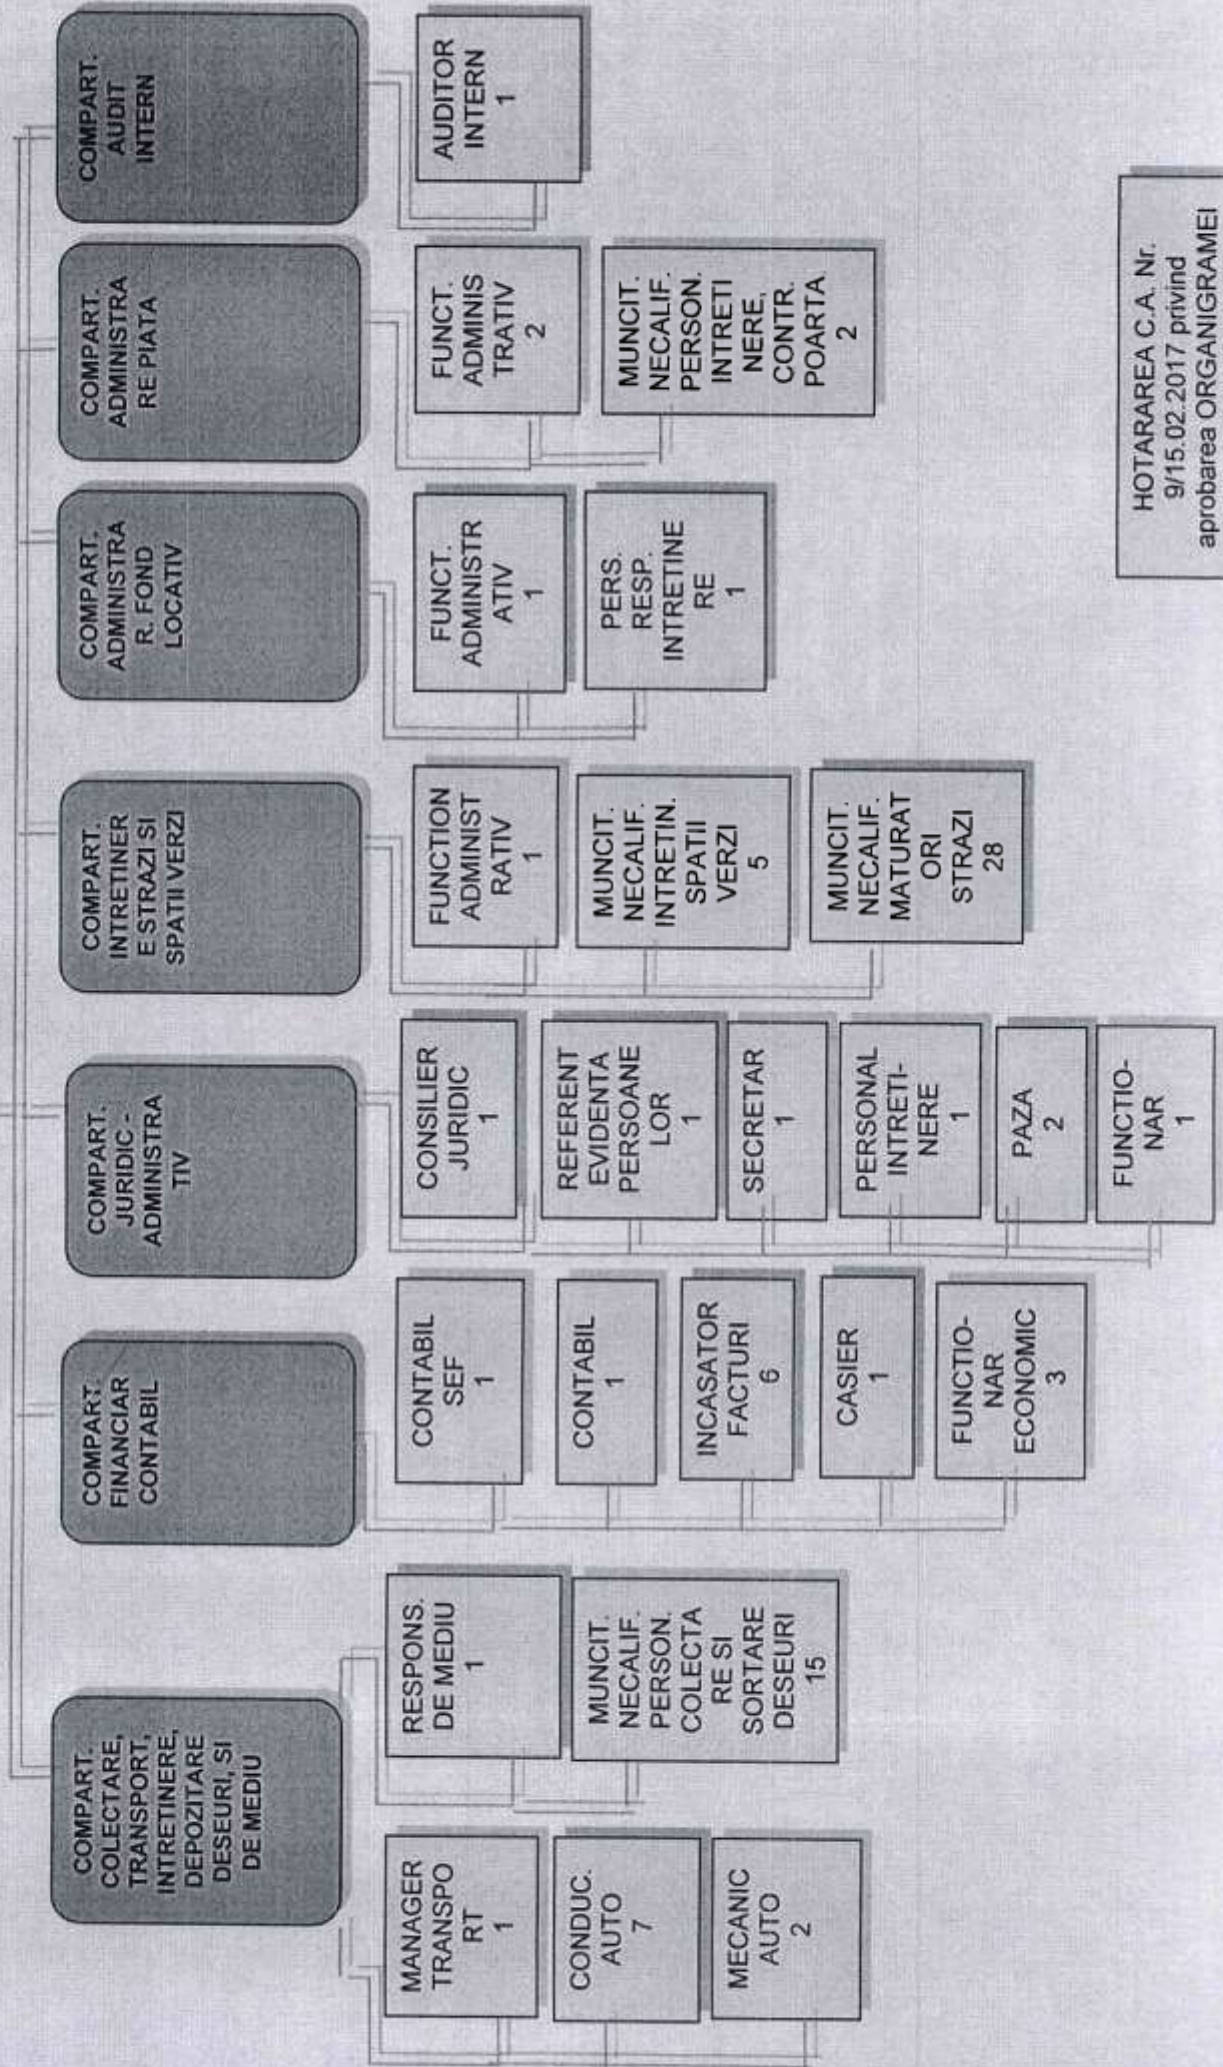 COMPART.
COLECTARE,
TRANSPORT,
INTRETINERE,
DEPOZITARE
DESEURI, SI
DE MEDIU
MANAGER
TRANSPO
RT
1
CONDUC.
AUTO
7
MECANIC
AUTO
2
RESPONS.
DE MEDIU
1
MUNCIT.
NECALIF.
PERSON.
COLECTA
RE SI
SORTARE
DESEURI
15
COMPART.
FINANCIAR
CONTABIL
CONTABIL
SEF
1
CONTABIL
1
INCASATOR
FACTURI
6
CASIER
1
FUNCTIO-
NAR
ECONOMIC
3
COMPART.
JURIDIC -
ADMINISTRA
TIV
CONSILIER
JURIDIC
1
REFERENT
EVIDENTA
PERSOANE
LOR
1
SECRETAR
1
PERSONAL
INTRETI-
NERE
1
PAZA
2
FUNCTIO-
NAR
1
COMPART.
INTRETINER
E STRAZI SI
SPATII VERZI
FUNCTION
ADMINIST
RATIV
1
MUNCIT.
NECALIF.
INTRETIN.
SPATII
VERZI
5
MUNCIT.
NECALIF.
MATURAT
ORI
STRAZI
28
COMPART.
ADMINISTRA
R. FOND
LOCATIV
FUNCT.
ADMINISTR
ATIV
1
PERS.
RESP.
INTRETINE
RE
1
COMPART.
ADMINISTRA
RE PIATA
FUNCT.
ADMINIS
TRATIV
2
MUNCIT.
NECALIF.
PERSON.
INTRETI
NERE,
CONTR.
POARTA
2
COMPART.
AUDIT
INTERN
AUDITOR
INTERN
1
HOTARAREA C.A. Nr.
9/15.02.2017 privind
aprobarea ORGANIGRAMEI